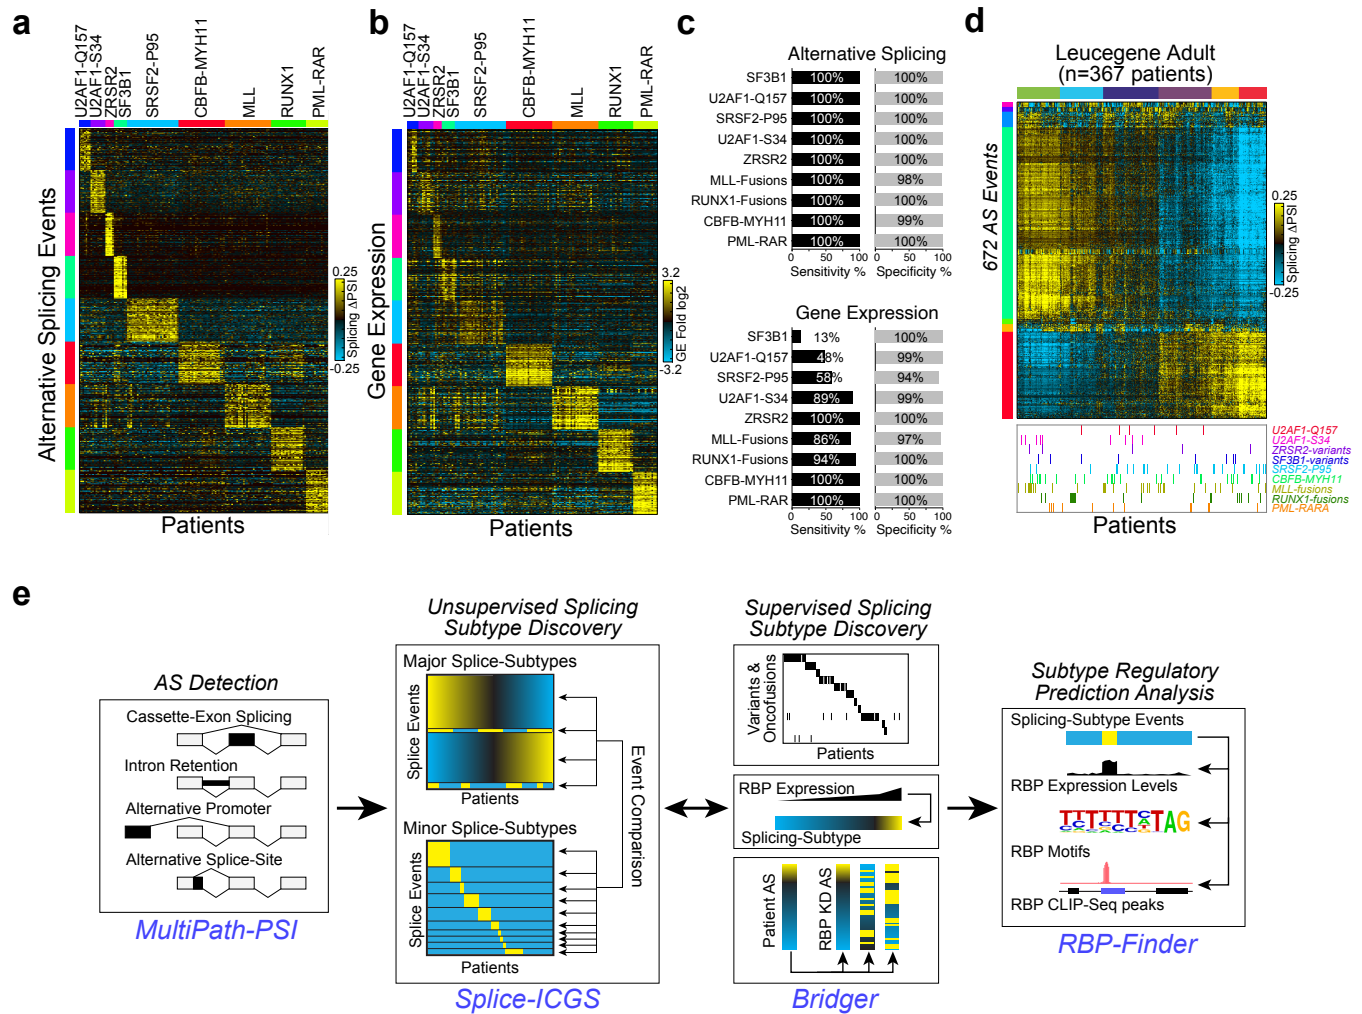 a
U2AF1-Q157
U2AF1-S34
ZRSR2
SF3B1
SRSF2-P95
CBFB-MYH11
MLL
RUNX1
PML-RAR
Alternative Splicing Events
0.25
Splicing ΔPSI
-0.25
Patients
b
U2AF1-Q157
U2AF1-S34
ZRSR2
SF3B1
SRSF2-P95
CBFB-MYH11
MLL
RUNX1
PML-RAR
Gene Expression
3.2
GE Fold log2
-3.2
Patients
c
Alternative Splicing
SF3B1 100% 100%
U2AF1-Q157 100% 100%
SRSF2-P95 100% 100%
U2AF1-S34 100% 100%
ZRSR2 100% 100%
MLL-Fusions 100% 98%
RUNX1-Fusions 100% 100%
CBFB-MYH11 100% 99%
PML-RAR 100% 100%
0 50 100 0 50 100
Sensitivity % Specificity %
Gene Expression
SF3B1 13% 100%
U2AF1-Q157 48% 99%
SRSF2-P95 58% 94%
U2AF1-S34 89% 99%
ZRSR2 100% 100%
MLL-Fusions 86% 97%
RUNX1-Fusions 94% 100%
CBFB-MYH11 100% 100%
PML-RAR 100% 100%
0 50 100 0 50 100
Sensitivity % Specificity %
d
Leucegene Adult
(n=367 patients)
672 AS Events
0.25
Splicing ΔPSI
-0.25
U2AF1-Q157
U2AF1-S34
ZRSR2-variants
SF3B1-variants
SRSF2-P95
CBFB-MYH11
MLL-fusions
RUNX1-fusions
PML-RARA
Patients
e
AS Detection
Cassette-Exon Splicing
Intron Retention
Alternative Promoter
Alternative Splice-Site
MultiPath-PSI
Unsupervised Splicing
Subtype Discovery
Major Splice-Subtypes
Splice Events
Patients
Minor Splice-Subtypes
Splice Events
Patients
Event Comparison
Splice-ICGS
Supervised Splicing
Subtype Discovery
Variants &
Oncofusions
Patients
RBP Expression
Splicing-Subtype
Patient AS
RBP KD AS
Bridger
Subtype Regulatory
Prediction Analysis
Splicing-Subtype Events
RBP Expression Levels
RBP Motifs
RBP CLIP-Seq peaks
RBP-Finder